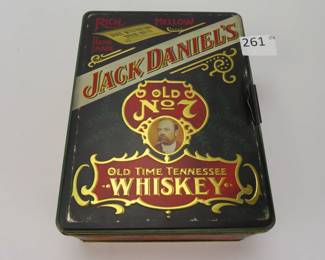 RICH
MELLOW
JACK DANIEL'S
OLD
No 7
OLD TIME TENNESSEE
WHISKEY
261